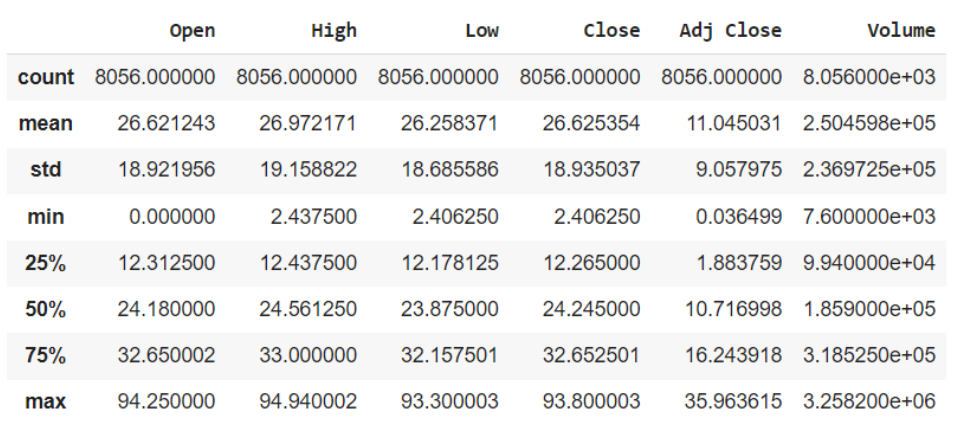 Open High Low Close Adj Close Volume
count 8056.000000 8056.000000 8056.000000 8056.000000 8056.000000 8.056000e+03
mean 26.621243 26.972171 26.258371 26.625354 11.045031 2.504598e+05
std 18.921956 19.158822 18.685586 18.935037 9.057975 2.369725e+05
min 0.000000 2.437500 2.406250 2.406250 0.036499 7.600000e+03
25% 12.312500 12.437500 12.178125 12.265000 1.883759 9.940000e+04
50% 24.180000 24.561250 23.875000 24.245000 10.716998 1.859000e+05
75% 32.650002 33.000000 32.157501 32.652501 16.243918 3.185250e+05
max 94.250000 94.940002 93.300003 93.800003 35.963615 3.258200e+06